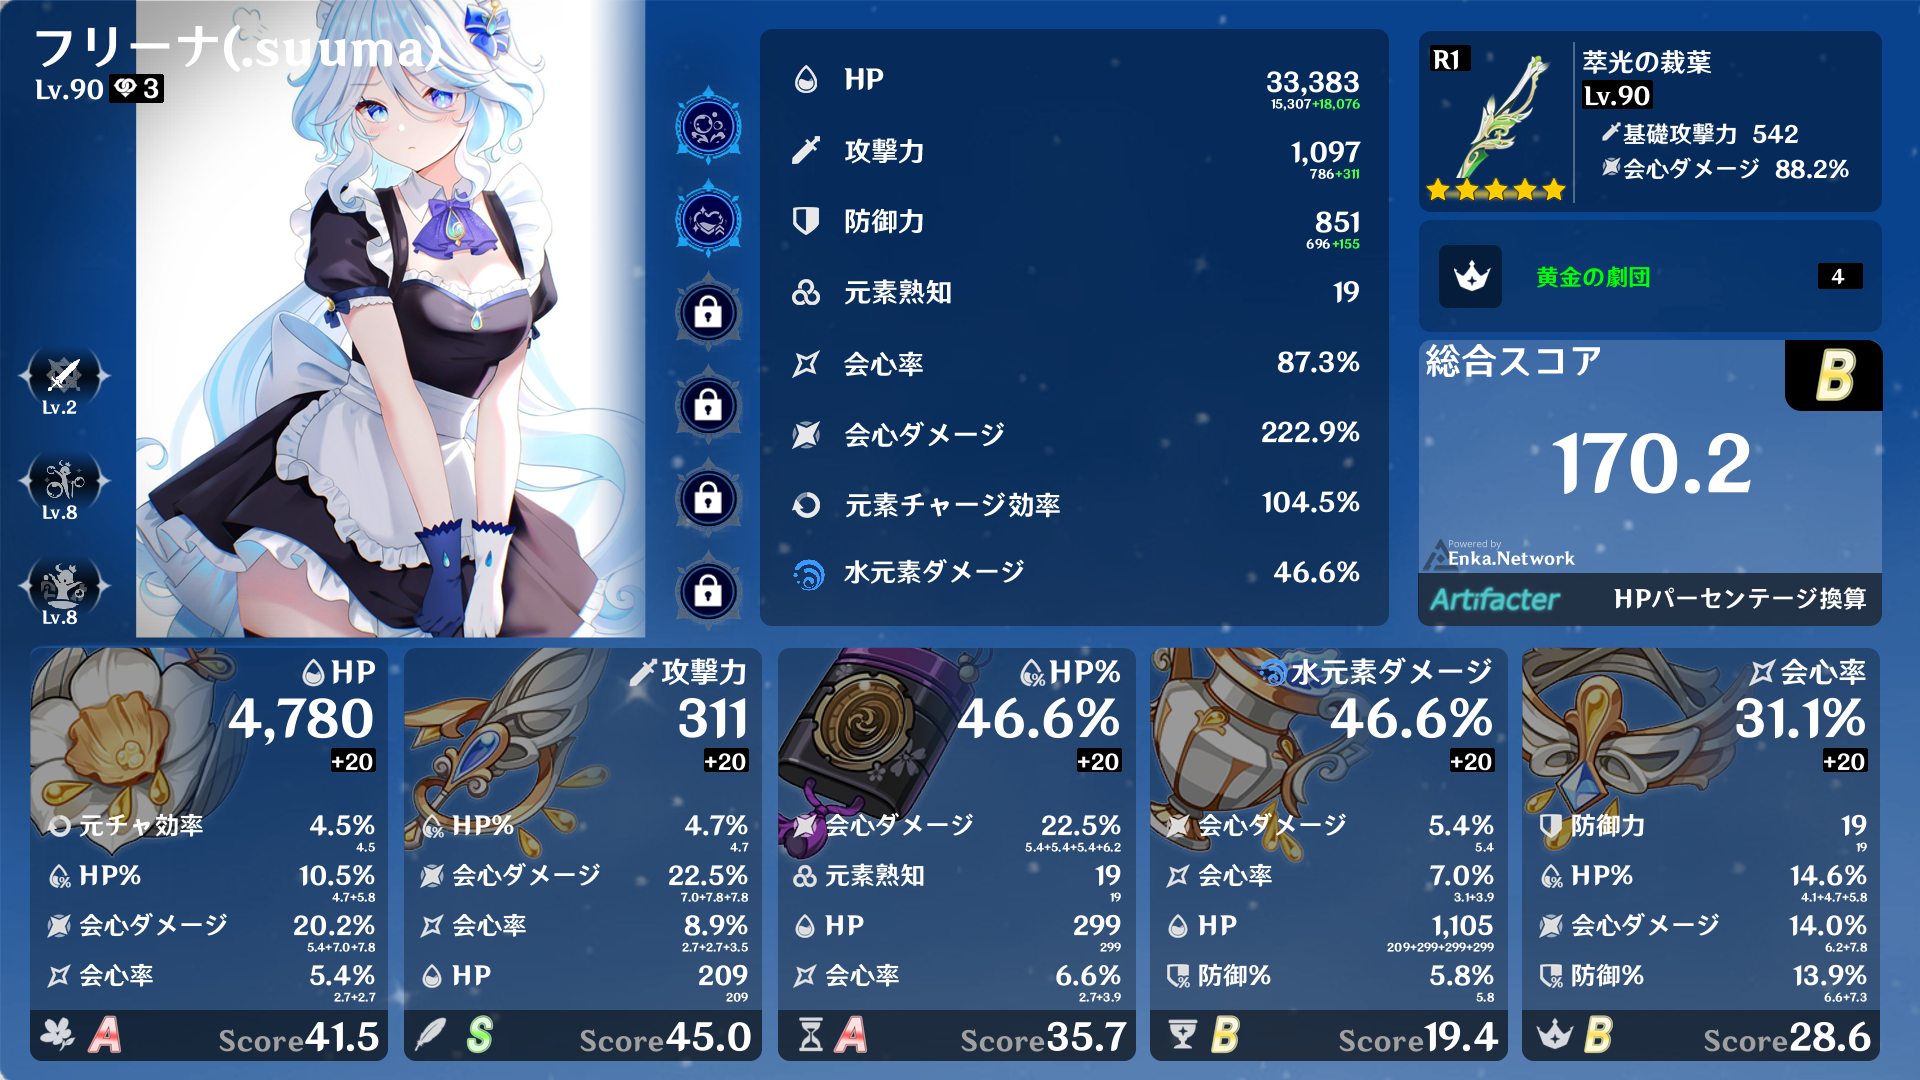 フリーナ(.suuma)
Lv.90 3
Lv.2
Lv.8
Lv.8
HP 33,383
15,307+18,076
攻撃力 1,097
786+311
防御力 851
696+155
元素熟知 19
会心率 87.3%
会心ダメージ 222.9%
元素チャージ効率 104.5%
水元素ダメージ 46.6%
R1
萃光の裁葉
Lv.90
基礎攻撃力 542
会心ダメージ 88.2%
黄金の劇団 4
総合スコア B
170.2
Powered by
Enka.Network
Artifacter HPパーセンテージ換算
HP
4,780
+20
元チャ効率 4.5%
4.5
HP% 10.5%
4.7+5.8
会心ダメージ 20.2%
5.4+7.0+7.8
会心率 5.4%
2.7+2.7
A Score41.5
攻撃力
311
+20
HP% 4.7%
4.7
会心ダメージ 22.5%
7.0+7.8+7.8
会心率 8.9%
2.7+2.7+3.5
HP 209
209
S Score45.0
HP%
46.6%
+20
会心ダメージ 22.5%
5.4+5.4+5.4+6.2
元素熟知 19
19
HP 299
299
会心率 6.6%
2.7+3.9
A Score35.7
水元素ダメージ
46.6%
+20
会心ダメージ 5.4%
5.4
会心率 7.0%
3.1+3.9
HP 1,105
209+299+299+299
防御% 5.8%
5.8
B Score19.4
会心率
31.1%
+20
防御力 19
19
HP% 14.6%
4.1+4.7+5.8
会心ダメージ 14.0%
6.2+7.8
防御% 13.9%
6.6+7.3
B Score28.6